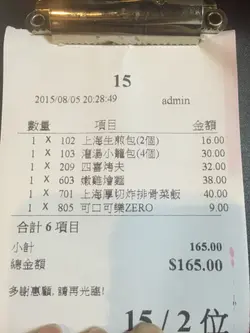 15
2015/08/05 20:28:49 admin
數量 項目 金額
1 X 102 上海生煎包(2個) 16.00
1 X 103 灌湯小籠包(4個) 30.00
1 X 209 四喜烤夫 32.00
1 X 603 嫩雞燴麵 38.00
1 X 701 上海厚切炸排骨菜飯 40.00
1 X 805 可口可樂ZERO 9.00
合計 6 項目
小計 165.00
總金額 $165.00
多謝惠顧, 請再光臨!
15 / 2 位